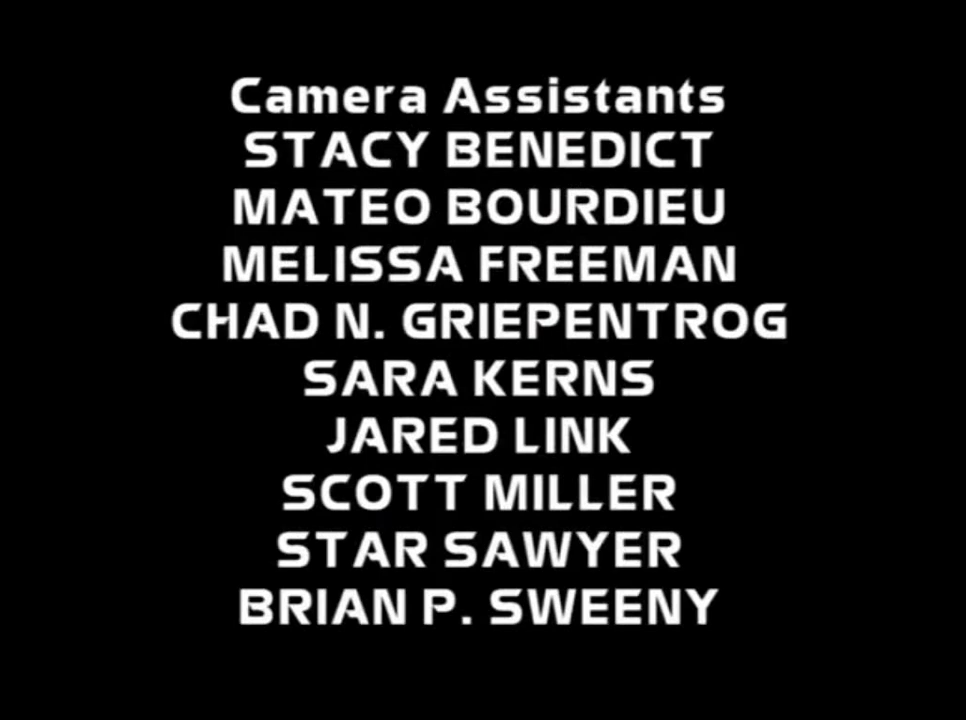 Camera Assistants
STACY BENEDICT
MATEO BOURDIEU
MELISSA FREEMAN
CHAD N. GRIEPENTROG
SARA KERNS
JARED LINK
SCOTT MILLER
STAR SAWYER
BRIAN P. SWEENY